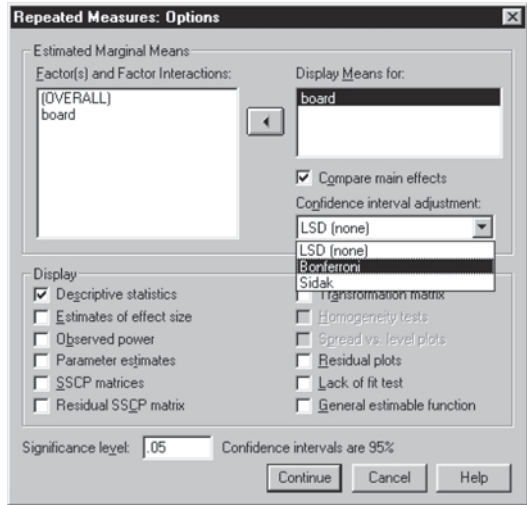 Repeated Measures: Options
Estimated Marginal Means
Factor(s) and Factor Interactions:
(OVERALL)
board
Display Means for:
board
Compare main effects
Confidence interval adjustment:
LSD (none)
LSD (none)
Bonferroni
Sidak
Display
Descriptive statistics
Estimates of effect size
Observed power
Parameter estimates
SSCP matrices
Residual SSCP matrix
Transformation matrix
Homogeneity tests
Spread vs. level plots
Residual plots
Lack of fit test
General estimable function
Significance level: .05 Confidence intervals are 95%
Continue Cancel Help